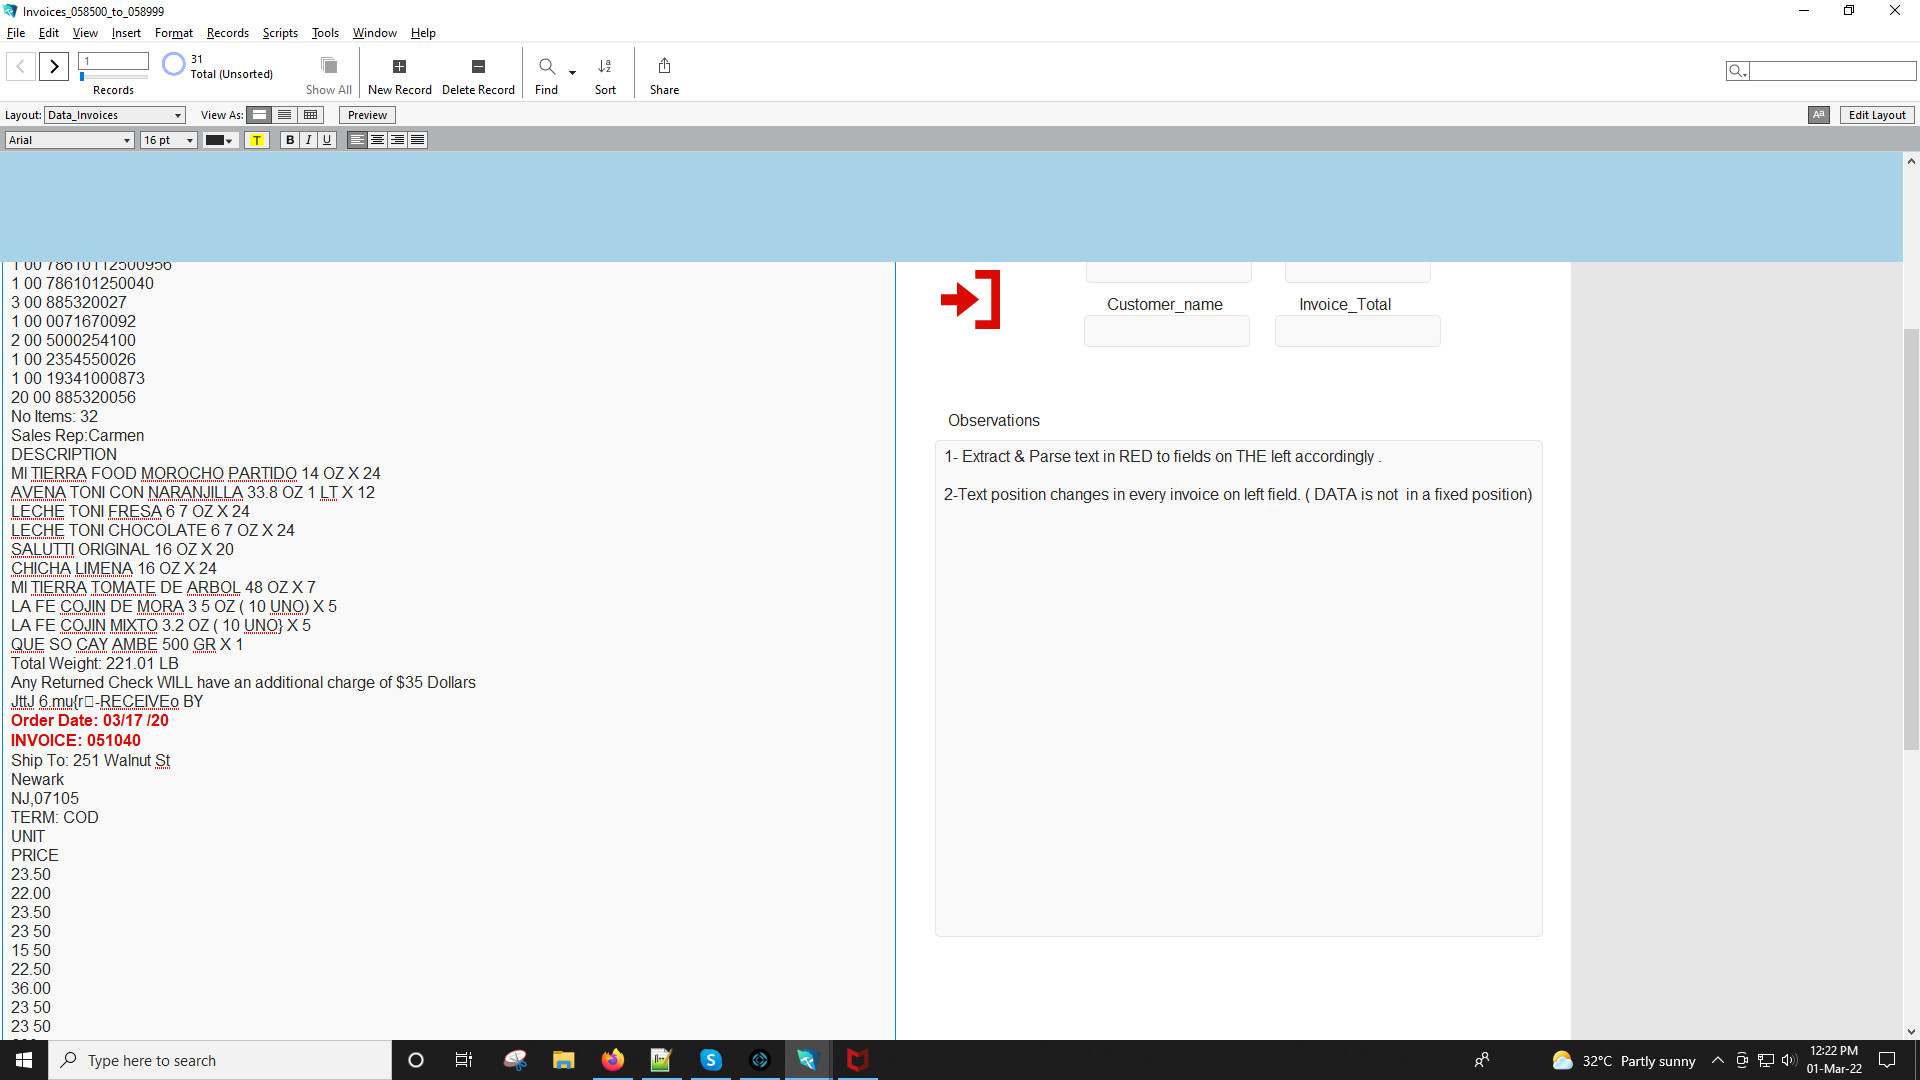 Invoices_058500_to_058999
File Edit View Insert Format Records Scripts Tools Window Help
1
31
Total (Unsorted)
Records
Show All
New Record
Delete Record
Find
Sort
Share
Layout: Data_Invoices
View As:
Preview
Aa
Edit Layout
Arial
16 pt
T
B I U
1 00 78610112500956
1 00 786101250040
3 00 885320027
1 00 0071670092
2 00 5000254100
1 00 2354550026
1 00 19341000873
20 00 885320056
No Items: 32
Sales Rep:Carmen
DESCRIPTION
MI TIERRA FOOD MOROCHO PARTIDO 14 OZ X 24
AVENA TONI CON NARANJILLA 33.8 OZ 1 LT X 12
LECHE TONI FRESA 6 7 OZ X 24
LECHE TONI CHOCOLATE 6 7 OZ X 24
SALUTTI ORIGINAL 16 OZ X 20
CHICHA LIMENA 16 OZ X 24
MI TIERRA TOMATE DE ARBOL 48 OZ X 7
LA FE COJIN DE MORA 3 5 OZ ( 10 UNO) X 5
LA FE COJIN MIXTO 3.2 OZ ( 10 UNO} X 5
QUE SO CAY AMBE 500 GR X 1
Total Weight: 221.01 LB
Any Returned Check WILL have an additional charge of $35 Dollars
JttJ 6.mu{r□-RECEIVEo BY
Order Date: 03/17 /20
INVOICE: 051040
Ship To: 251 Walnut St
Newark
NJ,07105
TERM: COD
UNIT
PRICE
23.50
22.00
23.50
23 50
15 50
22.50
36.00
23 50
23 50
Customer_name
Invoice_Total
Observations
1- Extract & Parse text in RED to fields on THE left accordingly .
2-Text position changes in every invoice on left field. ( DATA is not in a fixed position)
Type here to search
32°C Partly sunny
12:22 PM
01-Mar-22